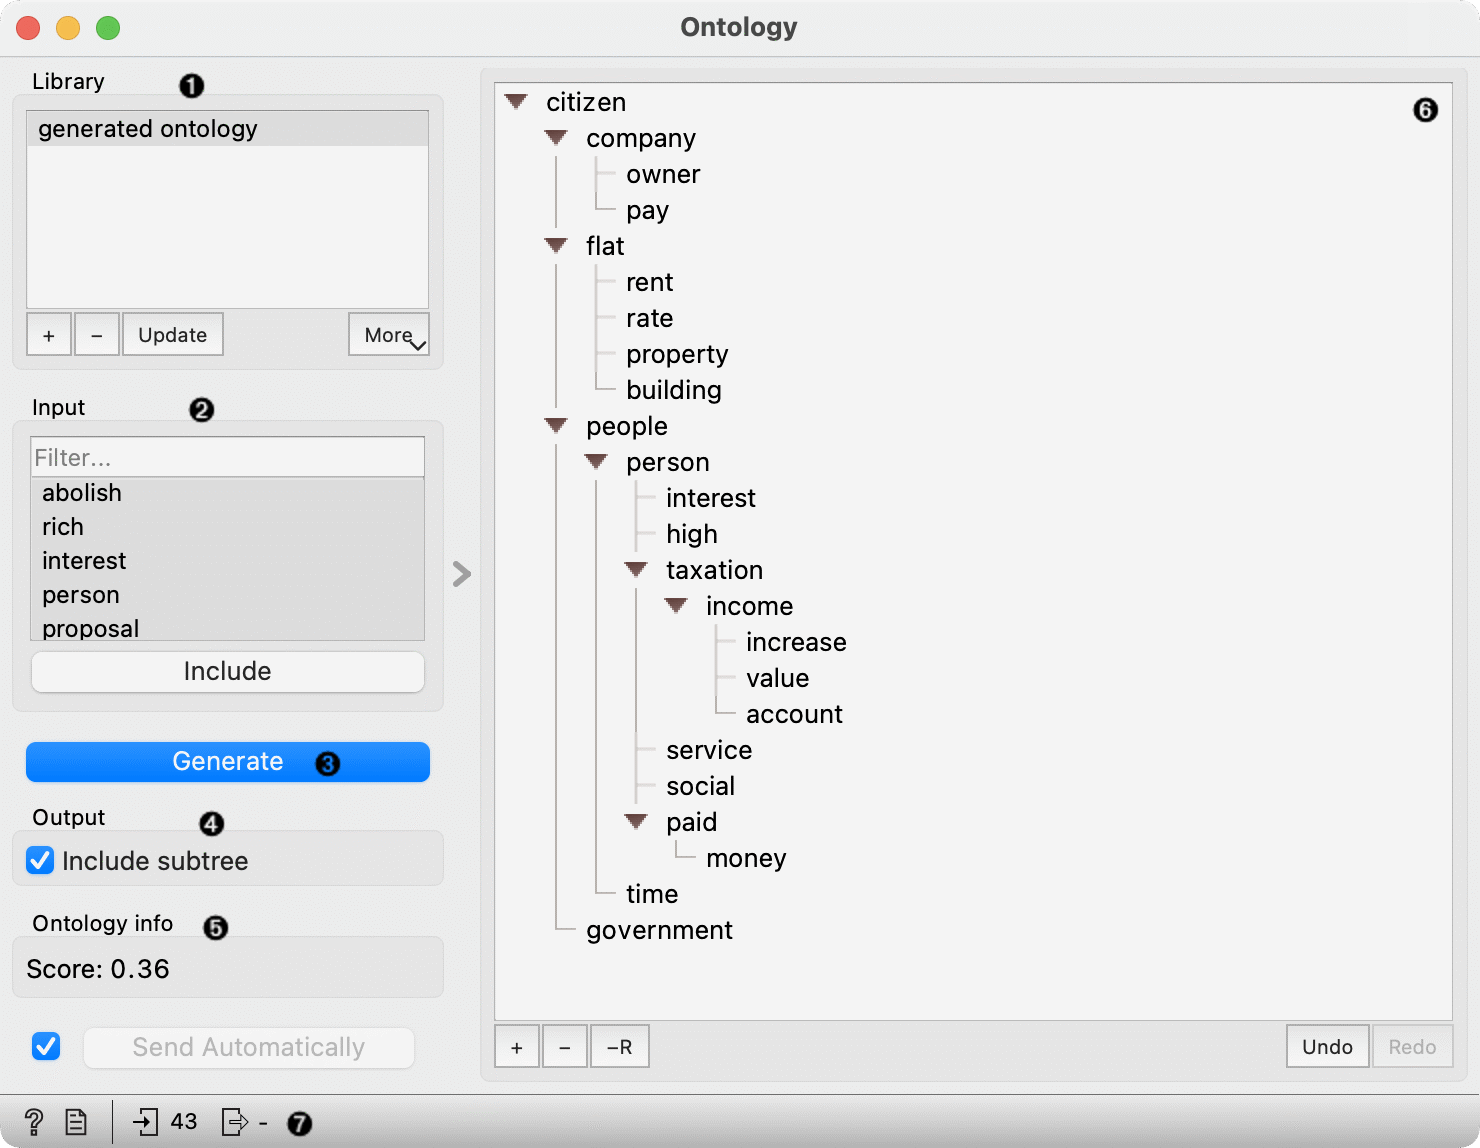 Ontology
Library ❶
generated ontology
+ − Update More
Input ❷
Filter...
abolish
rich
interest
person
proposal
Include
Generate ❸
Output ❹
Include subtree
Ontology info ❺
Score: 0.36
Send Automatically
❻
citizen
company
owner
pay
flat
rent
rate
property
building
people
person
interest
high
taxation
income
increase
value
account
service
social
paid
money
time
government
+ − −R Undo Redo
? 43 - ❼